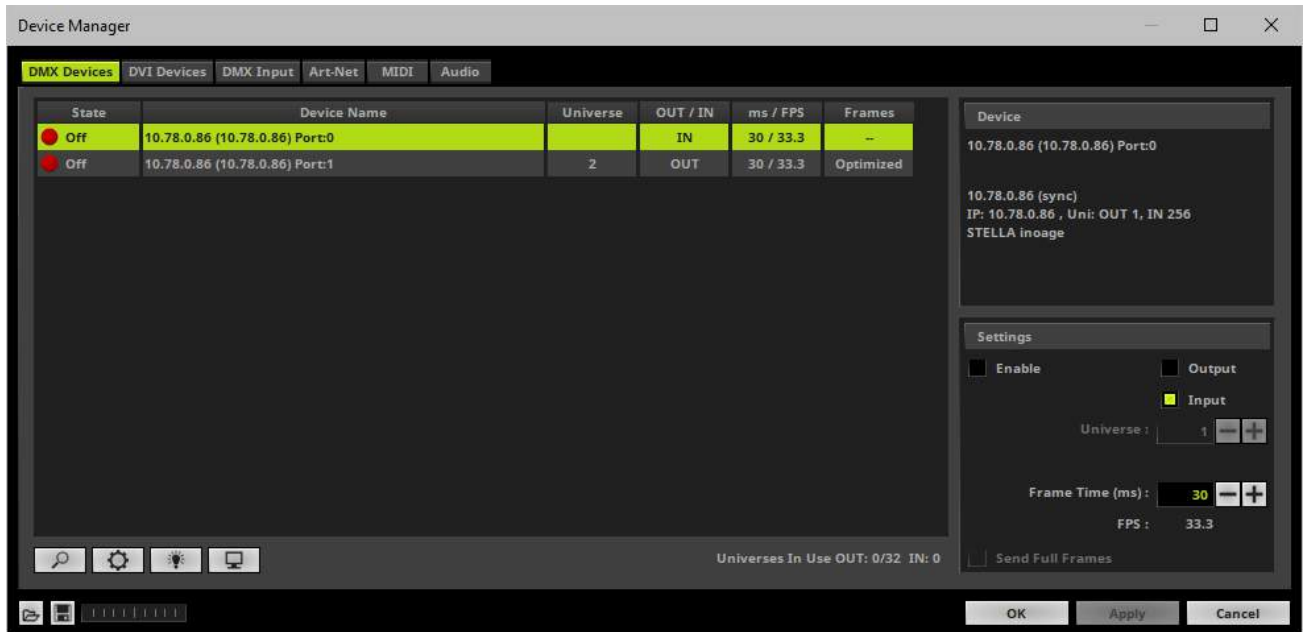 Device Manager
DMX Devices DVI Devices DMX Input Art-Net MIDI Audio
State Device Name Universe OUT / IN ms / FPS Frames
Off 10.78.0.86 (10.78.0.86) Port:0 IN 30 / 33.3 --
Off 10.78.0.86 (10.78.0.86) Port:1 2 OUT 30 / 33.3 Optimized
Universes In Use OUT: 0/32 IN: 0
Device
10.78.0.86 (10.78.0.86) Port:0
10.78.0.86 (sync)
IP: 10.78.0.86 , Uni: OUT 1, IN 256
STELLA inoage
Settings
Enable Output
Input
Universe : 1
Frame Time (ms) : 30
FPS : 33.3
Send Full Frames
OK Apply Cancel